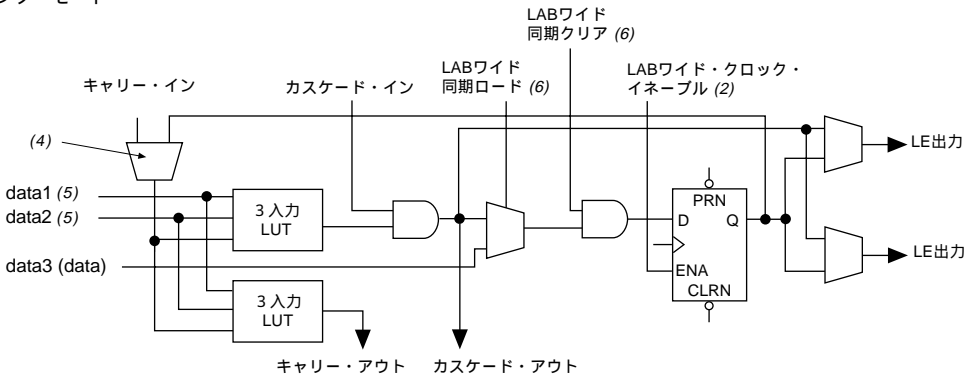 LABワイド
同期クリア (6)
LABワイド
同期ロード (6)
LABワイド・クロック・
イネーブル (2)
キャリー・イン
カスケード・イン
(4)
LE出力
data1 (5)
data2 (5)
3 入力
LUT
PRN
D
Q
ENA
CLRN
LE出力
data3 (data)
3 入力
LUT
キャリー・アウト
カスケード・アウト